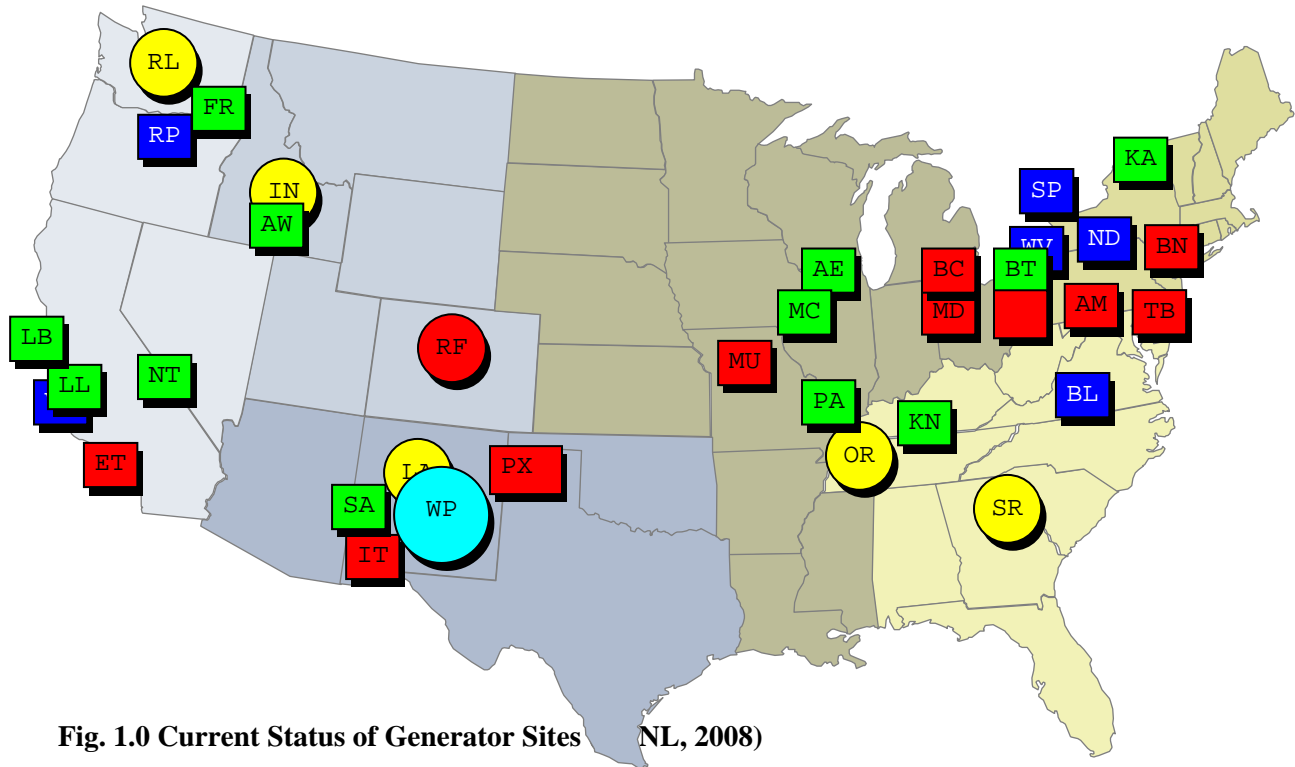 RL
FR
RP
KA
IN
SP
AW
ND
BN
WV
AE
BC
BT
MC
MD
AM
TB
LB
RF
MU
NT
LL
PA
BL
KN
ET
OR
PX
LA
SA
WP
SR
IT
Fig. 1.0 Current Status of Generator Sites NL, 2008)